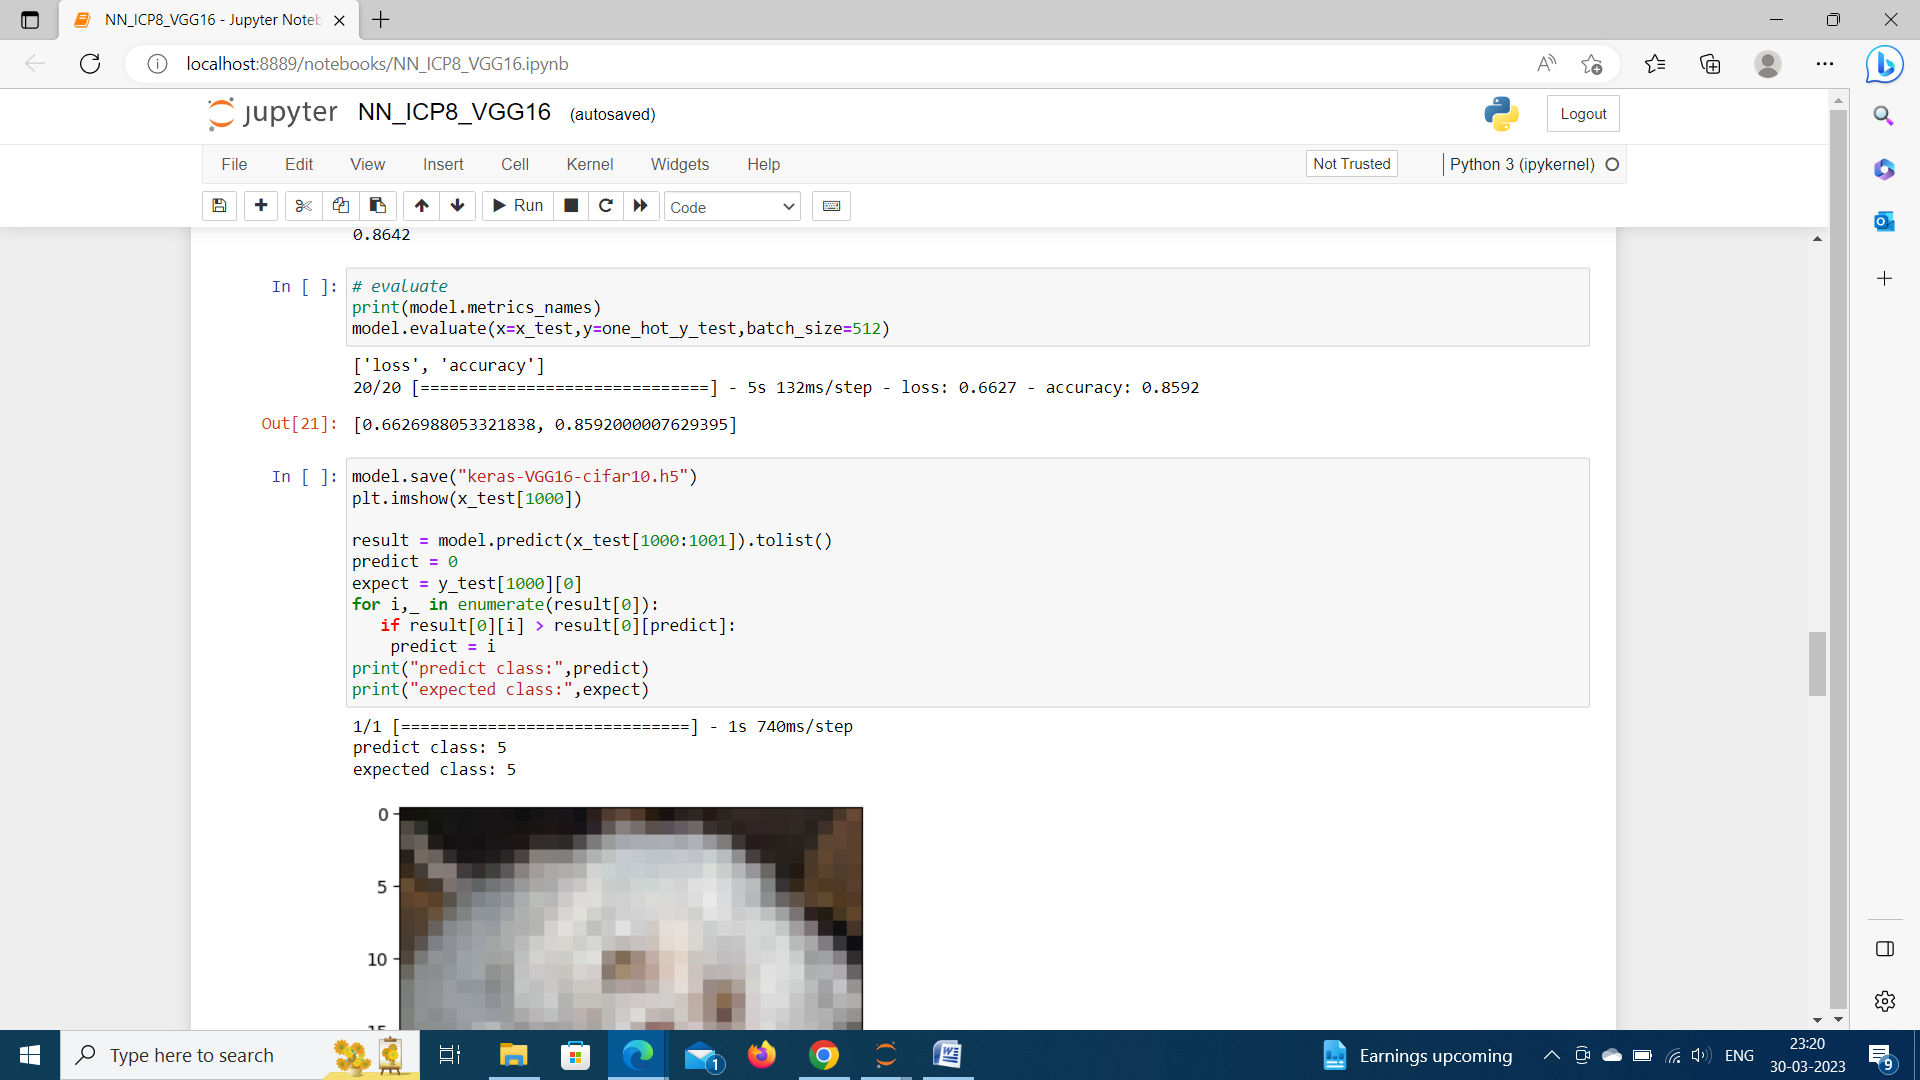 NN_ICP8_VGG16 - Jupyter Noteb
localhost:8889/notebooks/NN_ICP8_VGG16.ipynb
jupyter NN_ICP8_VGG16 (autosaved)
Logout
File Edit View Insert Cell Kernel Widgets Help
Not Trusted
Python 3 (ipykernel)
Run
Code
0.8642
In [ ]: # evaluate
print(model.metrics_names)
model.evaluate(x=x_test,y=one_hot_y_test,batch_size=512)
['loss', 'accuracy']
20/20 [==============================] - 5s 132ms/step - loss: 0.6627 - accuracy: 0.8592
Out[21]: [0.6626988053321838, 0.8592000007629395]
In [ ]: model.save("keras-VGG16-cifar10.h5")
plt.imshow(x_test[1000])
result = model.predict(x_test[1000:1001]).tolist()
predict = 0
expect = y_test[1000][0]
for i,_ in enumerate(result[0]):
if result[0][i] > result[0][predict]:
predict = i
print("predict class:",predict)
print("expected class:",expect)
1/1 [==============================] - 1s 740ms/step
predict class: 5
expected class: 5
0
5
10
15
Type here to search
1
Earnings upcoming
ENG
23:20
30-03-2023
9